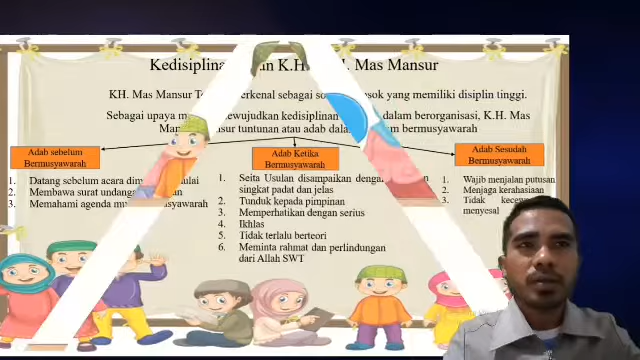 Kedisiplina n K.H. . Mas Mansur
KH. Mas Mansur erkenal sebagai so sok yang memiliki disiplin tinggi.
Sebagai upaya m ewujudkan kedisiplinan dalam berorganisasi, K.H. Mas
Man sur tuntunan atau adab dala m bermusyawarah
Adab sebelum
Bermusyawarah
1. Datang sebelum acara dim ulai
2. Membawa surat undang
3. Memahami agenda mu syawarah
Adab Ketika
Bermusyawarah
1. Seita Usulan disampaikan denga n
singkat padat dan jelas
2. Tunduk kepada pimpinan
3. Memperhatikan dengan serius
4. Ikhlas
5. Tidak terlalu berteori
6. Meminta rahmat dan perlindungan
dari Allah SWT
Adab Sesudah
Bermusyawarah
1. Wajib menjalan putusan
2. Menjaga kerahasiaan
3. Tidak kecew
menyesal